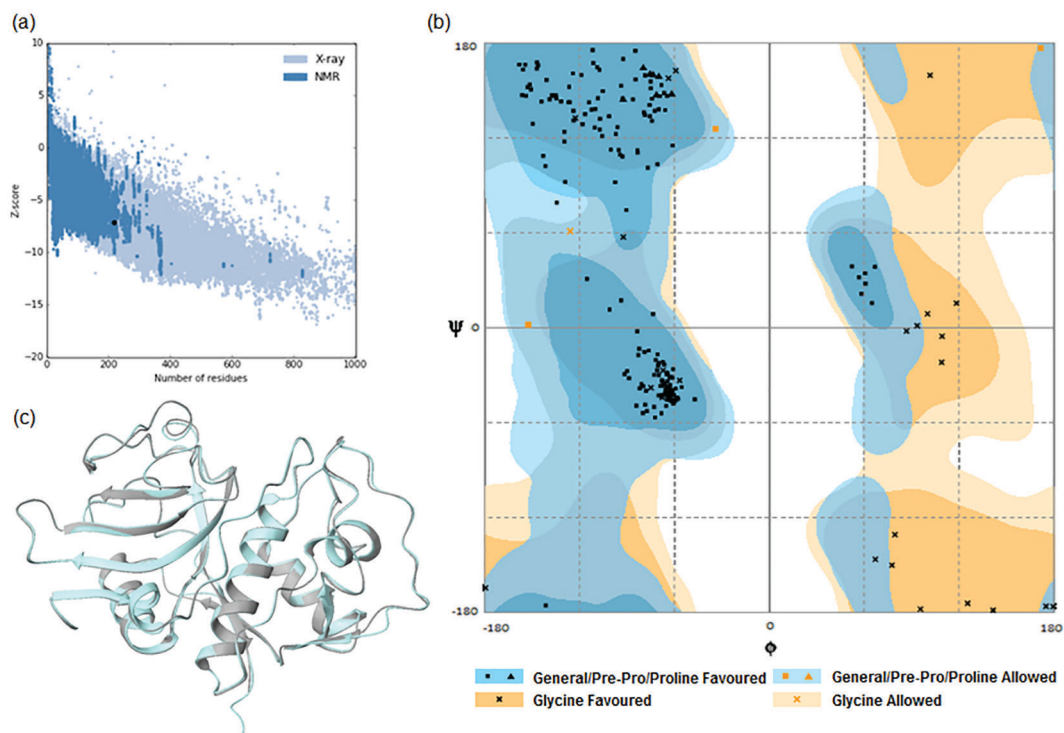 (a)
10
5
0
−5
−10
−15
−20
Z-score
X-ray
NMR
0
200
400
600
800
1000
Number of residues
(b)
180
Ψ 0
-180
-180
0
180
Φ
General/Pre-Pro/Proline Favoured
General/Pre-Pro/Proline Allowed
Glycine Favoured
Glycine Allowed
(c)